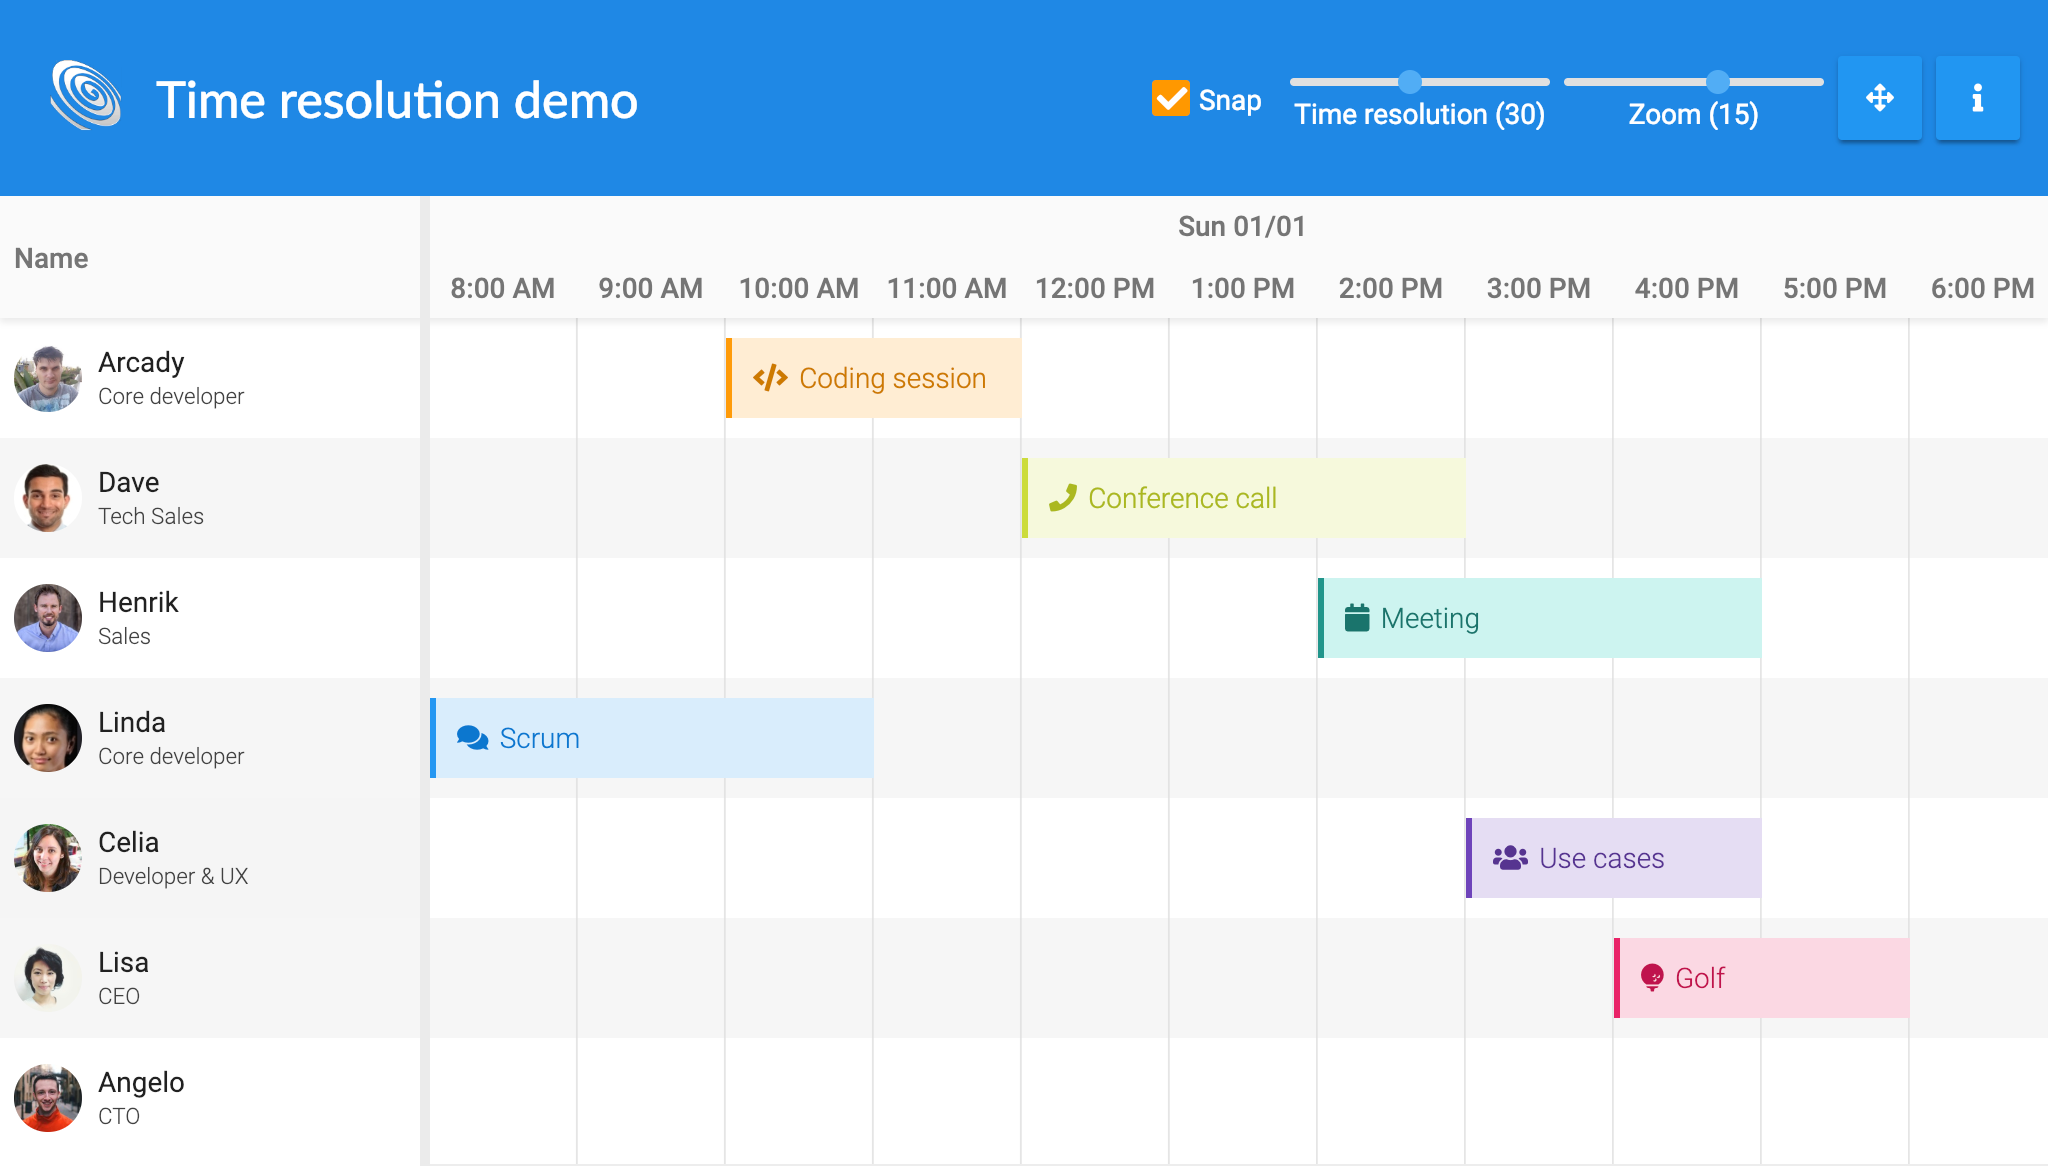 Time resolution demo
Snap
Time resolution (30)
Zoom (15)
Name
Sun 01/01
8:00 AM 9:00 AM 10:00 AM 11:00 AM 12:00 PM 1:00 PM 2:00 PM 3:00 PM 4:00 PM 5:00 PM 6:00 PM
Arcady
Core developer
Coding session
Dave
Tech Sales
Conference call
Henrik
Sales
Meeting
Linda
Core developer
Scrum
Celia
Developer & UX
Use cases
Lisa
CEO
Golf
Angelo
CTO